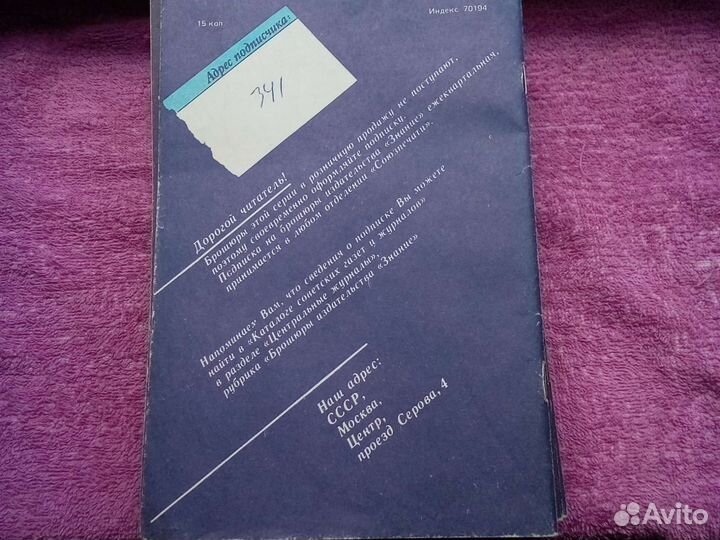 15 коп
Индекс 70194
Адрес подписчика:
341
Дорогой читатель!
Брошюры этой серии в розничную продажу не поступают,
поэтому своевременно оформляйте подписку.
Подписка на брошюры издательства «Знание» ежеквартальная,
принимается в любом отделении «Союзпечати».
Напоминаем Вам, что сведения о подписке Вы можете
найти в «Каталоге советских газет и журналов»
в разделе «Центральные журналы»,
рубрика «Брошюры издательства «Знание»
Наш адрес:
СССР,
Москва,
Центр,
проезд Серова, 4
Avito